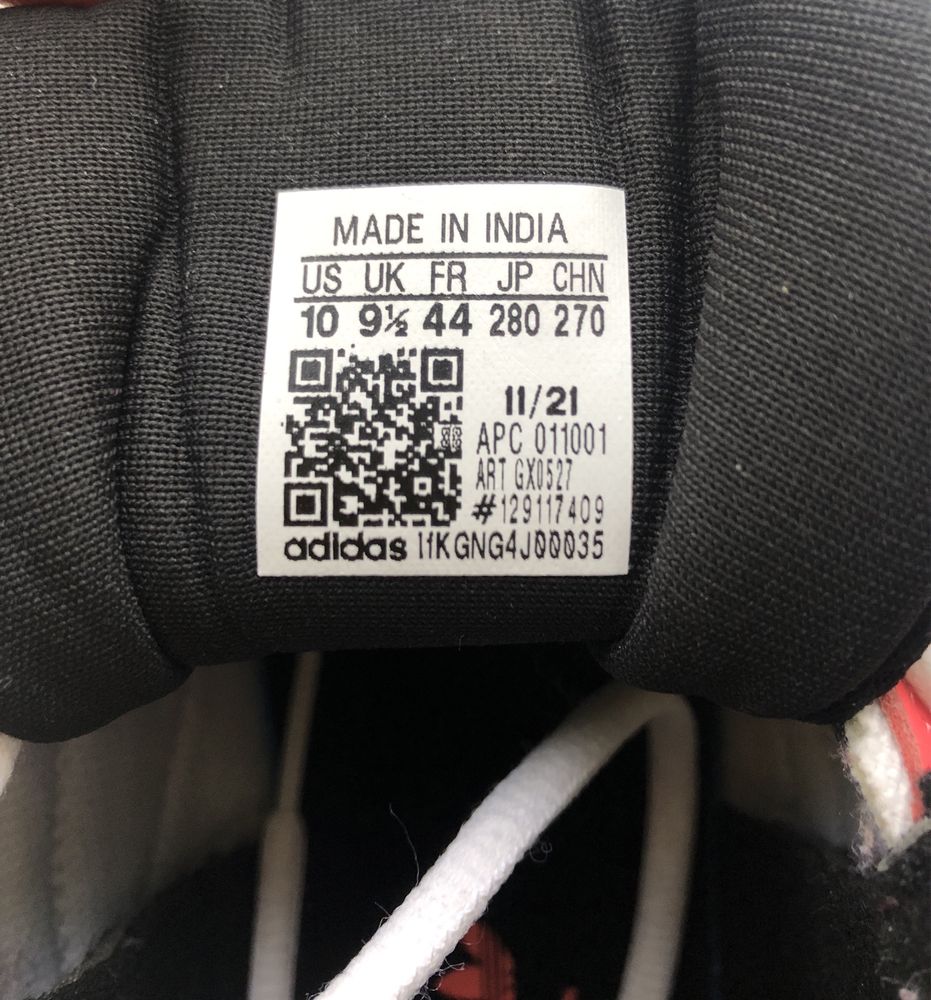 MADE IN INDIA
US UK FR JP CHN
10 9½ 44 280 270
11/21
APC 011001
ART GX0527
#129117409
adidas I1KGNG4J00035